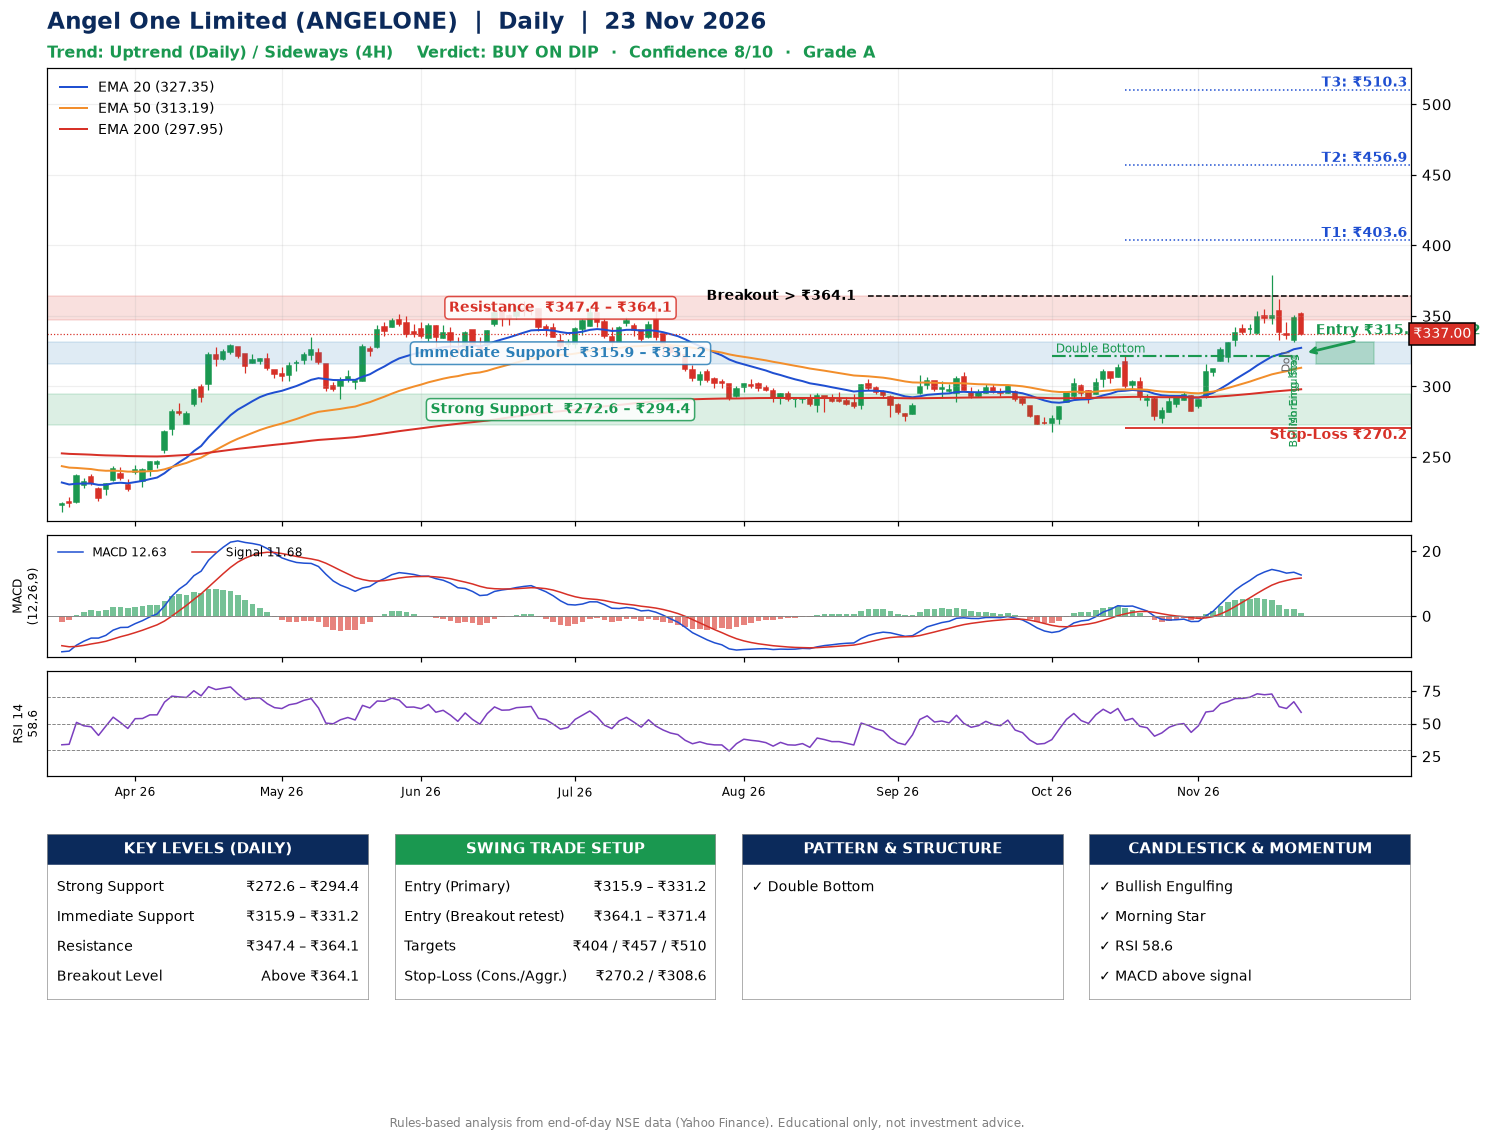 Angel One Limited (ANGELONE) | Daily | 23 Nov 2026
Trend: Uptrend (Daily) / Sideways (4H) Verdict: BUY ON DIP · Confidence 8/10 · Grade A
EMA 20 (327.35)
EMA 50 (313.19)
EMA 200 (297.95)
T3: ₹510.3
T2: ₹456.9
T1: ₹403.6
Breakout > ₹364.1
Resistance ₹347.4 – ₹364.1
Entry ₹315.
₹337.00
Immediate Support ₹315.9 – ₹331.2
Double Bottom
Strong Support ₹272.6 – ₹294.4
Stop-Loss ₹270.2
500
450
400
350
300
250
MACD 12.63
Signal 11.68
MACD
(12,26,9)
20
0
RSI 14
58.6
75
50
25
Apr 26 May 26 Jun 26 Jul 26 Aug 26 Sep 26 Oct 26 Nov 26
KEY LEVELS (DAILY)
Strong Support ₹272.6 – ₹294.4
Immediate Support ₹315.9 – ₹331.2
Resistance ₹347.4 – ₹364.1
Breakout Level Above ₹364.1
SWING TRADE SETUP
Entry (Primary) ₹315.9 – ₹331.2
Entry (Breakout retest) ₹364.1 – ₹371.4
Targets ₹404 / ₹457 / ₹510
Stop-Loss (Cons./Aggr.) ₹270.2 / ₹308.6
PATTERN & STRUCTURE
✓ Double Bottom
CANDLESTICK & MOMENTUM
✓ Bullish Engulfing
✓ Morning Star
✓ RSI 58.6
✓ MACD above signal
Rules-based analysis from end-of-day NSE data (Yahoo Finance). Educational only, not investment advice.